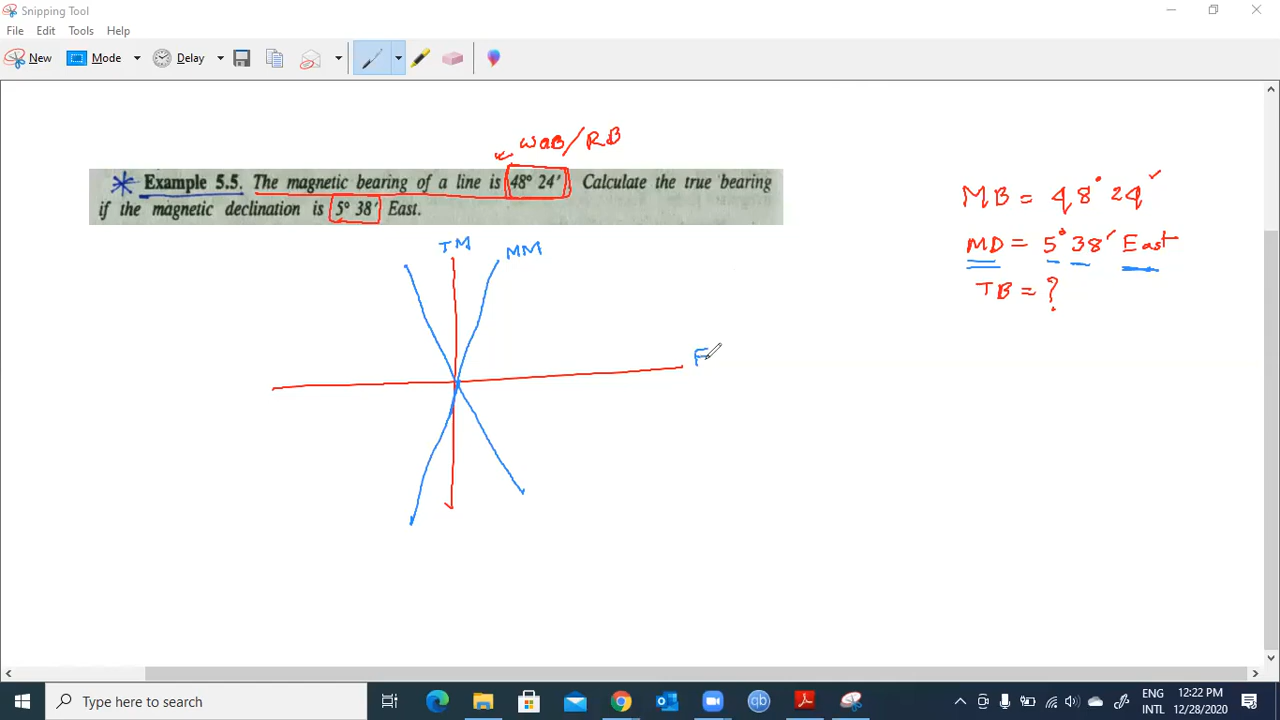 Snipping Tool
File Edit Tools Help
New Mode Delay
WCB/RB
Example 5.5. The magnetic bearing of a line is 48° 24′ Calculate the true bearing
if the magnetic declination is 5° 38′ East.
MB = 48° 24′
MD = 5° 38′ East
TB = ?
TM
MM
F
Type here to search
ENG
INTL
12:22 PM
12/28/2020